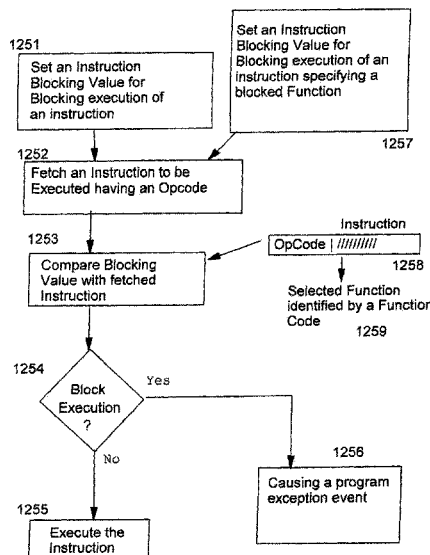 1251
Set an Instruction
Blocking Value for
Blocking execution of
an instruction
Set an Instruction
Blocking Value for
Blocking execution of an
instruction specifying a
blocked Function
1257
1252
Fetch an Instruction to be
Executed having an Opcode
1253
Compare Blocking
Value with fetched
Instruction
Instruction
OpCode | //////////
1258
Selected Function
identified by a Function
Code
1259
1254
Block
Execution
?
Yes
No
1256
Causing a program
exception event
1255
Execute the
Instruction